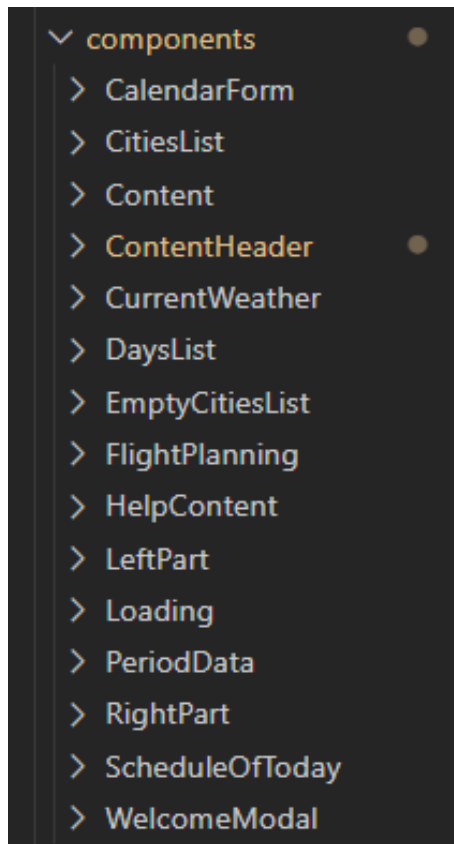 components
CalendarForm
CitiesList
Content
ContentHeader
CurrentWeather
DaysList
EmptyCitiesList
FlightPlanning
HelpContent
LeftPart
Loading
PeriodData
RightPart
ScheduleOfToday
WelcomeModal